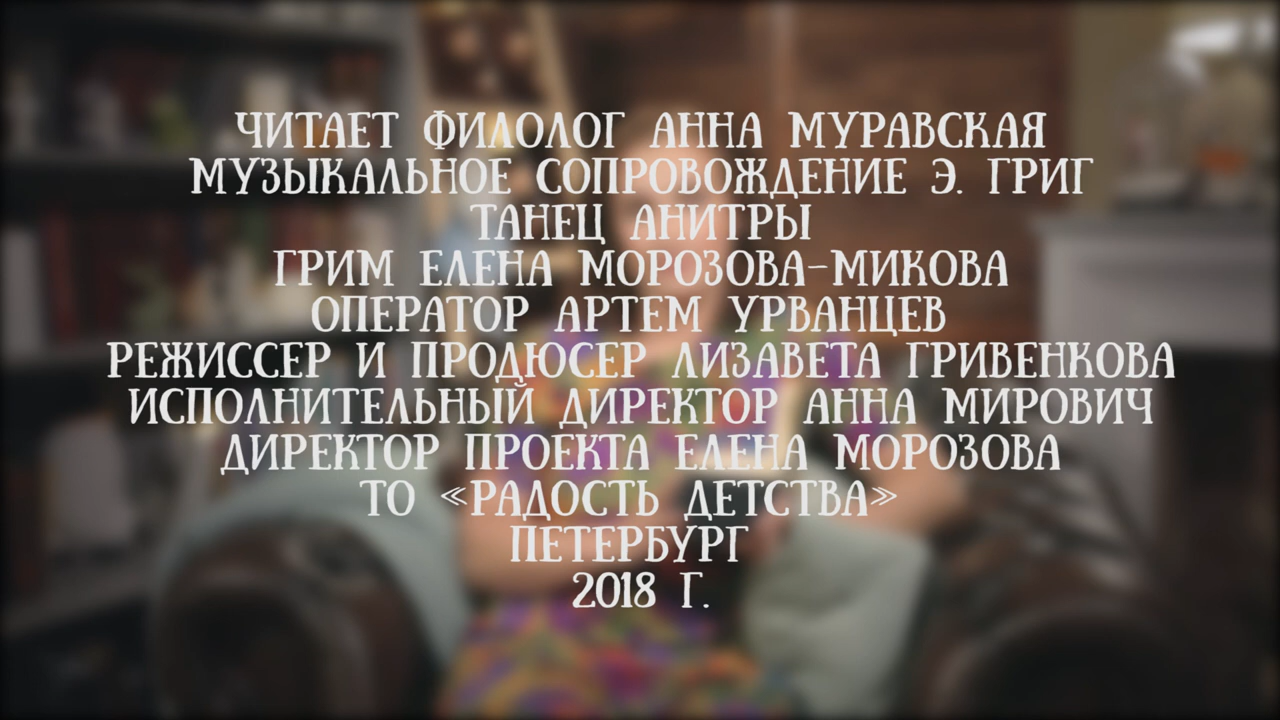 ЧИТАЕТ ФИЛОЛОГ АННА МУРАВСКАЯ
МУЗЫКАЛЬНОЕ СОПРОВОЖДЕНИЕ Э. ГРИГ
ТАНЕЦ АНИТРЫ
ГРИМ ЕЛЕНА МОРОЗОВА-МИКОВА
ОПЕРАТОР АРТЕМ УРВАНЦЕВ
РЕЖИССЕР И ПРОДЮСЕР ЛИЗАВЕТА ГРИВЕНКОВА
ИСПОЛНИТЕЛЬНЫЙ ДИРЕКТОР АННА МИРОВИЧ
ДИРЕКТОР ПРОЕКТА ЕЛЕНА МОРОЗОВА
ТО «РАДОСТЬ ДЕТСТВА»
ПЕТЕРБУРГ
2018 Г.